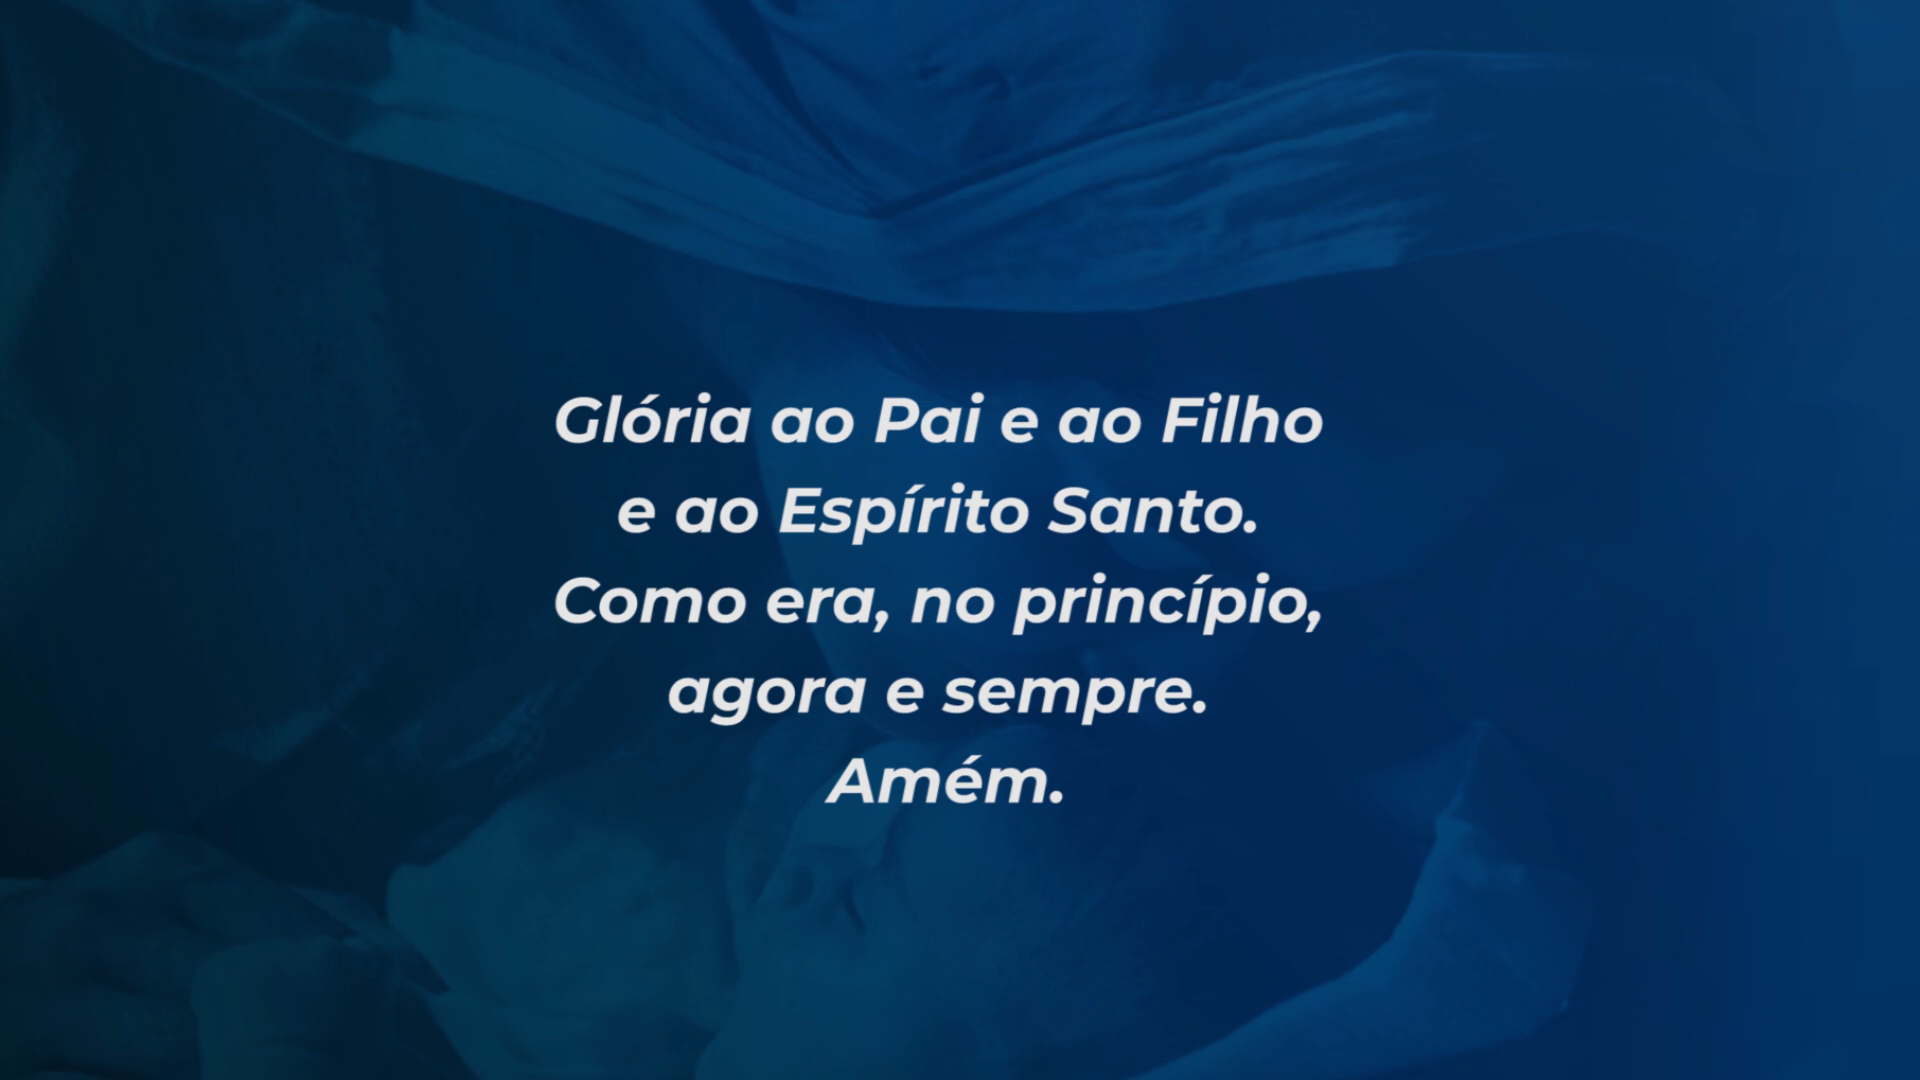 Glória ao Pai e ao Filho
e ao Espírito Santo.
Como era, no princípio,
agora e sempre.
Amém.